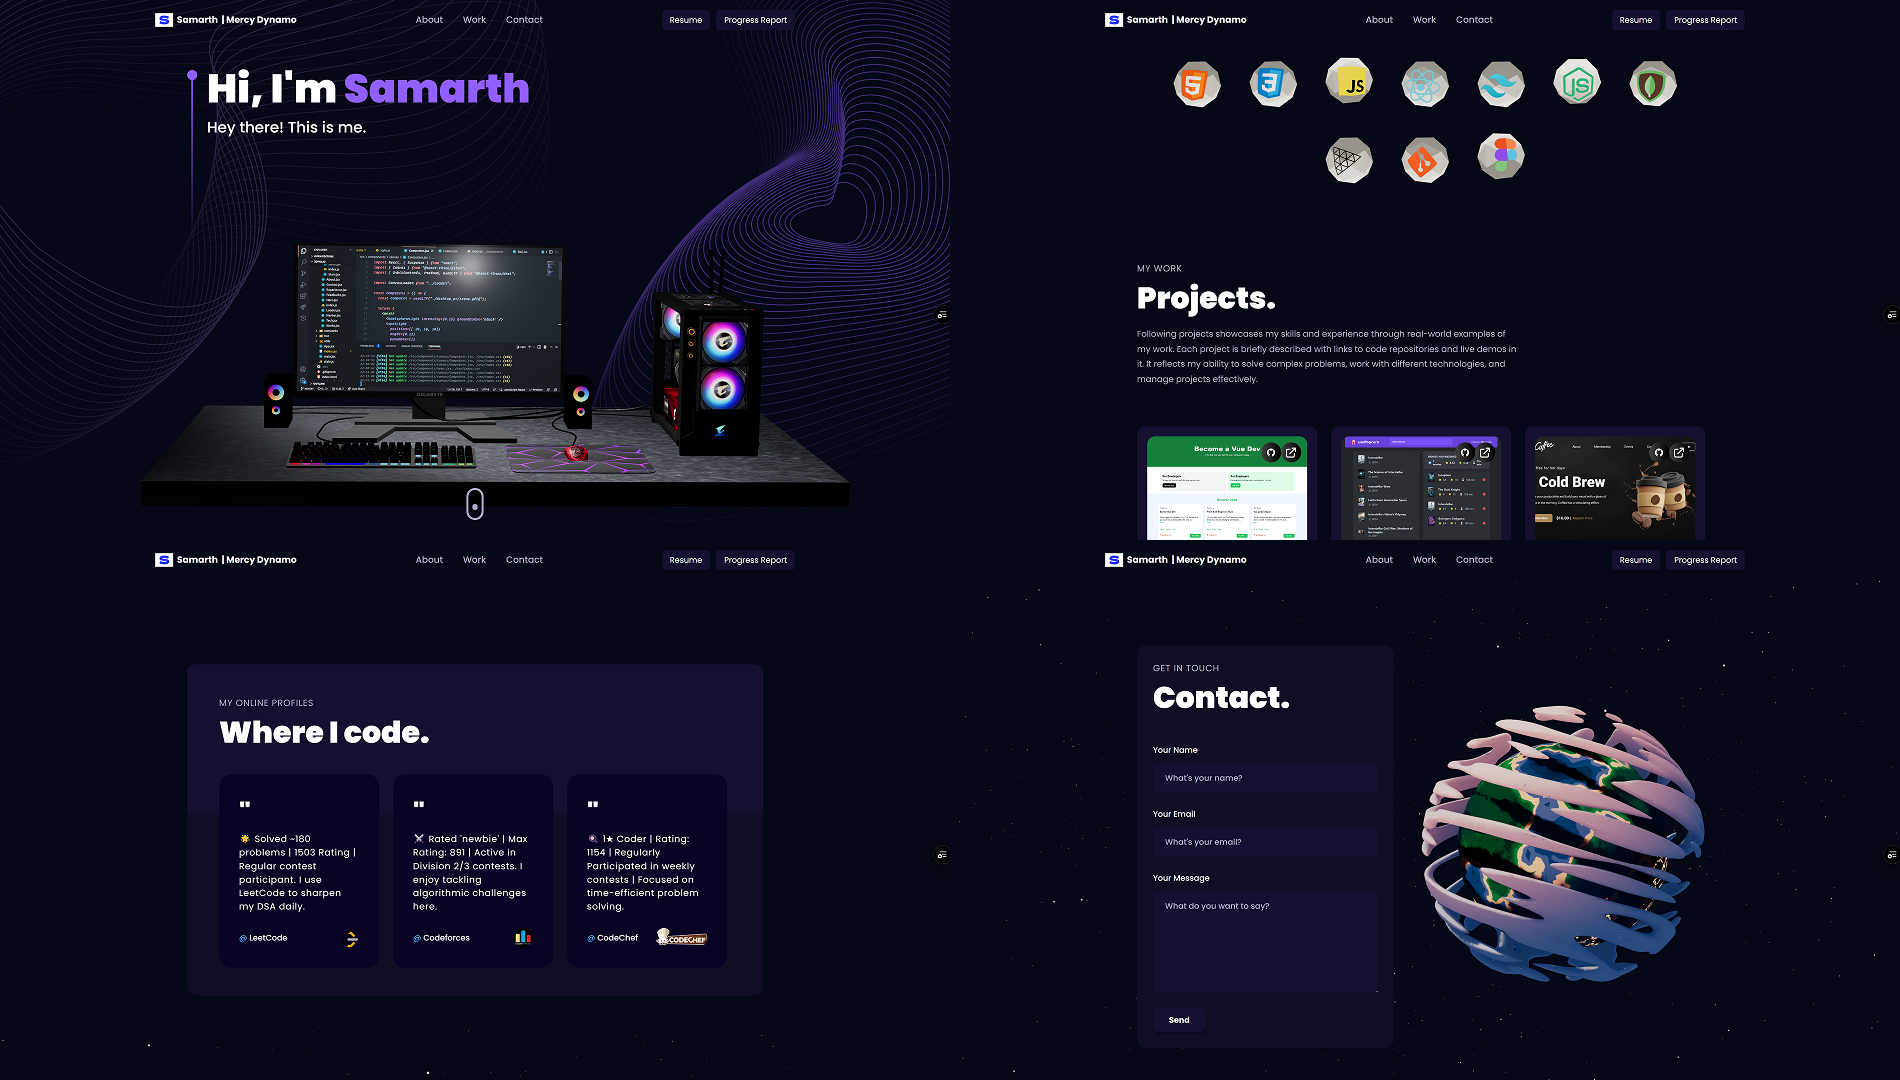 Samarth | Mercy Dynamo
About Work Contact
Resume Progress Report
Hi, I'm Samarth
Hey there! This is me.
GIGABYTE
Samarth | Mercy Dynamo
About Work Contact
Resume Progress Report
JS
MY WORK
Projects.
Following projects showcases my skills and experience through real-world examples of
my work. Each project is briefly described with links to code repositories and live demos in
it. It reflects my ability to solve complex problems, work with different technologies, and
manage projects effectively.
Become a Vue Dev
For Developers
For Employers
Browse Jobs
usePopcorn
Coffee
Cold Brew
Samarth | Mercy Dynamo
About Work Contact
Resume Progress Report
MY ONLINE PROFILES
Where I code.
"
🌟 Solved ~180
problems | 1503 Rating |
Regular contest
participant. I use
LeetCode to sharpen
my DSA daily.
@ LeetCode
"
⚔️ Rated 'newbie' | Max
Rating: 891 | Active in
Division 2/3 contests. I
enjoy tackling
algorithmic challenges
here.
@ Codeforces
"
🔍 1★ Coder | Rating:
1154 | Regularly
Participated in weekly
contests | Focused on
time-efficient problem
solving.
@ CodeChef
CODECHEF
Samarth | Mercy Dynamo
About Work Contact
Resume Progress Report
GET IN TOUCH
Contact.
Your Name
What's your name?
Your Email
What's your email?
Your Message
What do you want to say?
Send